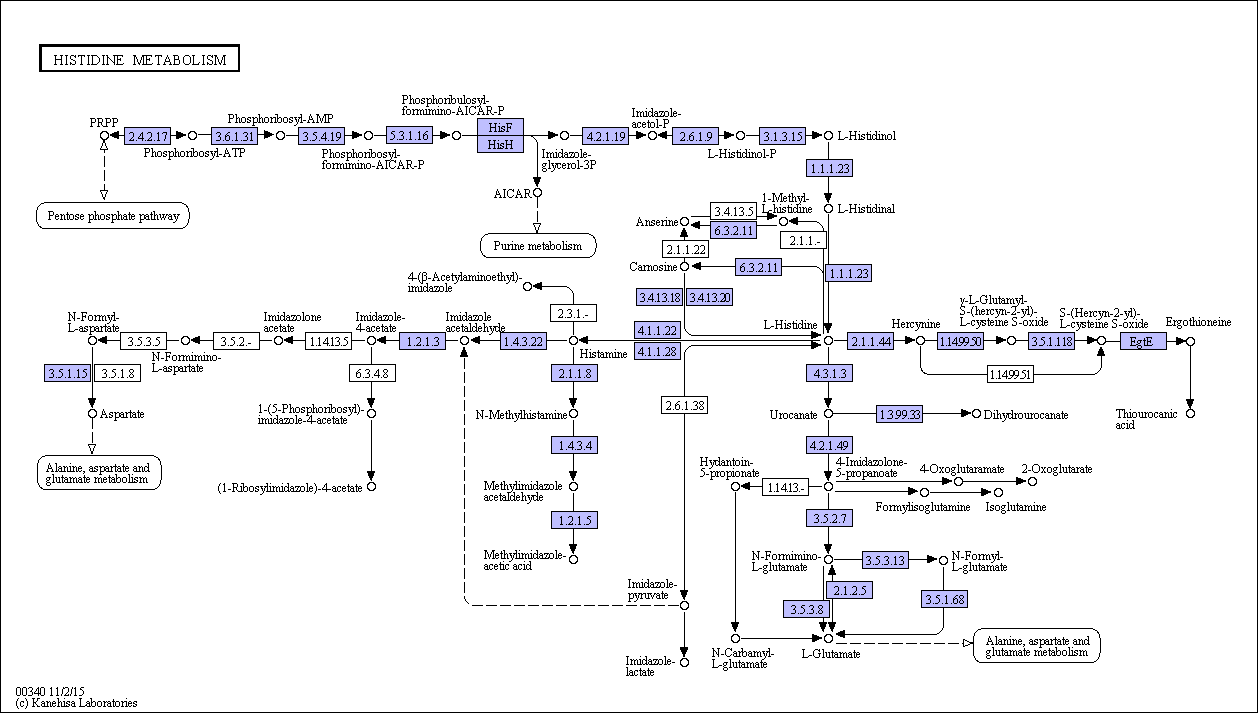 HISTIDINE METABOLISM
PRPP
2.4.2.17
Phosphoribosyl-ATP
3.6.1.31
Phosphoribosyl-AMP
3.5.4.19
Phosphoribosyl-
formimino-AICAR-P
5.3.1.16
Phosphoribulosyl-
formimino-AICAR-P
HisF
HisH
Imidazole-
glycerol-3P
4.2.1.19
Imidazole-
acetol-P
2.6.1.9
L-Histidinol-P
3.1.3.15
L-Histidinol
1.1.1.23
L-Histidinal
AICAR
Pentose phosphate pathway
Purine metabolism
Anserine
3.4.13.5
6.3.2.11
1-Methyl-
L-histidine
2.1.1.-
2.1.1.22
Carnosine
6.3.2.11
1.1.1.23
4-(β-Acetylaminoethyl)-
imidazole
2.3.1.-
3.4.13.18
3.4.13.20
N-Formyl-
L-aspartate
3.5.3.5
N-Formimino-
L-aspartate
3.5.2.-
Imidazolone
acetate
1.14.13.5
Imidazole-
4-acetate
1.2.1.3
Imidazole
acetaldehyde
1.4.3.22
Histamine
4.1.1.22
4.1.1.28
L-Histidine
2.1.1.44
Hercynine
1.14.99.50
γ-L-Glutamyl-
S-(hercyn-2-yl)-
L-cysteine S-oxide
3.5.1.118
S-(Hercyn-2-yl)-
L-cysteine S-oxide
EgtE
Ergothioneine
1.14.99.51
3.5.1.15
3.5.1.8
6.3.4.8
2.1.1.8
4.3.1.3
2.6.1.38
Aspartate
1-(5-Phosphoribosyl)-
imidazole-4-acetate
N-Methylhistamine
Urocanate
1.3.99.33
Dihydrourocanate
Thiourocanic
acid
1.4.3.4
4.2.1.49
Alanine, aspartate and
glutamate metabolism
(1-Ribosylimidazole)-4-acetate
Methylimidazole
acetaldehyde
Hydantoin-
5-propionate
1.14.13.-
4-Imidazolone-
5-propanoate
4-Oxoglutaramate
2-Oxoglutarate
Formylisoglutamine
Isoglutamine
1.2.1.5
3.5.2.7
Methylimidazole-
acetic acid
N-Formimino-
L-glutamate
3.5.3.13
N-Formyl-
L-glutamate
Imidazole-
pyruvate
2.1.2.5
3.5.3.8
3.5.1.68
Imidazole-
lactate
N-Carbamyl-
L-glutamate
L-Glutamate
Alanine, aspartate and
glutamate metabolism
00340 11/2/15
(c) Kanehisa Laboratories